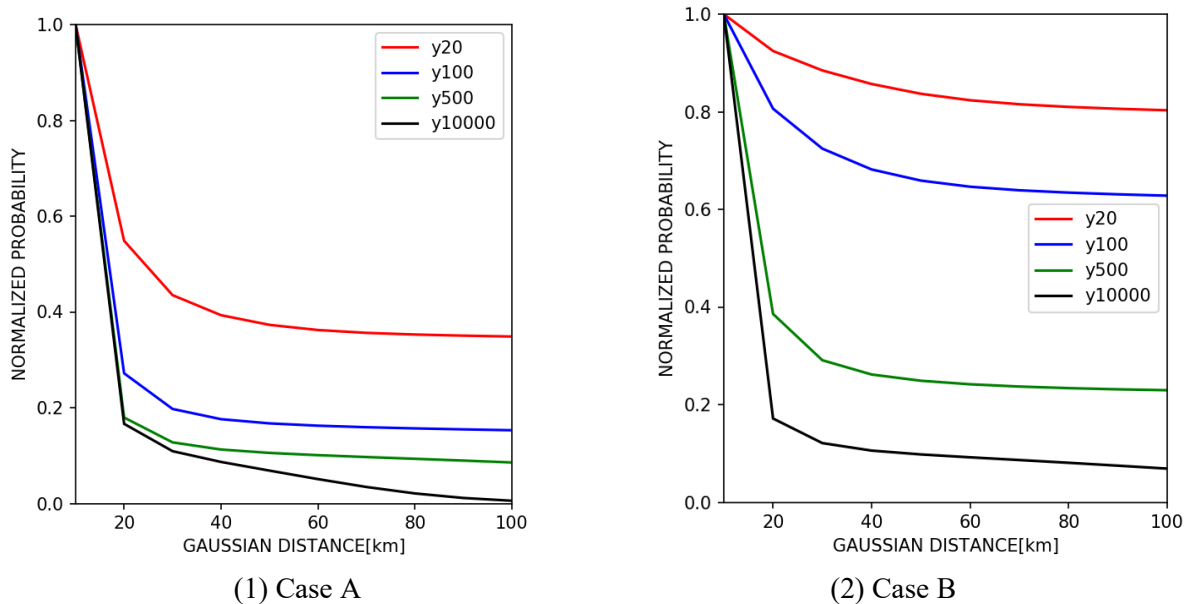 1.0
0.8
0.6
0.4
0.2
0.0
NORMALIZED PROBABILITY
y20
y100
y500
y10000
20
40
60
80
100
GAUSSIAN DISTANCE[km]
(1) Case A
1.0
0.8
0.6
0.4
0.2
0.0
NORMALIZED PROBABILITY
y20
y100
y500
y10000
20
40
60
80
100
GAUSSIAN DISTANCE[km]
(2) Case B